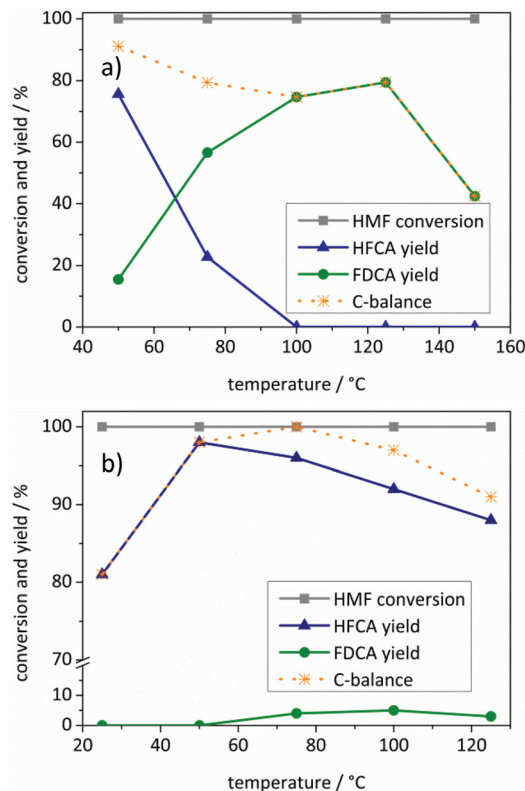 100
a)
80
60
40
20
0
conversion and yield / %
HMF conversion
HFCA yield
FDCA yield
C-balance
40 60 80 100 120 140 160
temperature / °C
100
b)
90
80
70
10
0
conversion and yield / %
HMF conversion
HFCA yield
FDCA yield
C-balance
20 40 60 80 100 120
temperature / °C